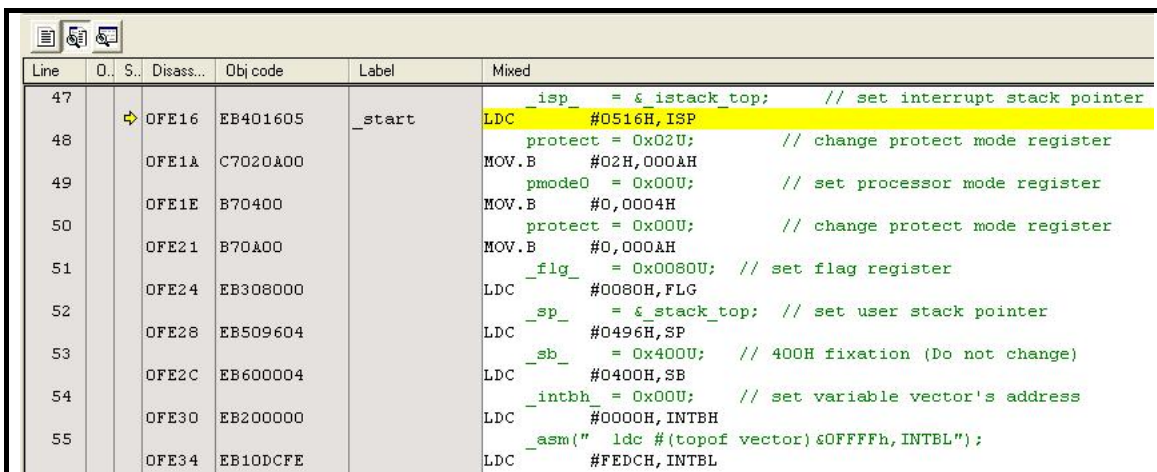 Line O.. S.. Disass... Obj code Label Mixed
47 _isp_ = &_istack_top; // set interrupt stack pointer
0FE16 EB401605 _start LDC #0516H,ISP
48 protect = 0x02U; // change protect mode register
0FE1A C7020A00 MOV.B #02H,000AH
49 pmode0 = 0x00U; // set processor mode register
0FE1E B70400 MOV.B #0,0004H
50 protect = 0x00U; // change protect mode register
0FE21 B70A00 MOV.B #0,000AH
51 _flg_ = 0x0080U; // set flag register
0FE24 EB308000 LDC #0080H,FLG
52 _sp_ = &_stack_top; // set user stack pointer
0FE28 EB509604 LDC #0496H,SP
53 _sb_ = 0x400U; // 400H fixation (Do not change)
0FE2C EB600004 LDC #0400H,SB
54 _intbh_ = 0x00U; // set variable vector's address
0FE30 EB200000 LDC #0000H,INTBH
55 _asm(" ldc #(topof vector)&0FFFFh,INTBL");
0FE34 EB10DCFE LDC #FEDCH,INTBL